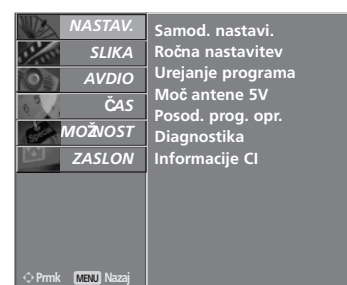 NASTAV.
SLIKA
AVDIO
ČAS
MOŽNOST
ZASLON
Samod. nastavi.
Ročna nastavitev
Urejanje programa
Moč antene 5V
Posod. prog. opr.
Diagnostika
Informacije CI
Prmk MENU Nazaj